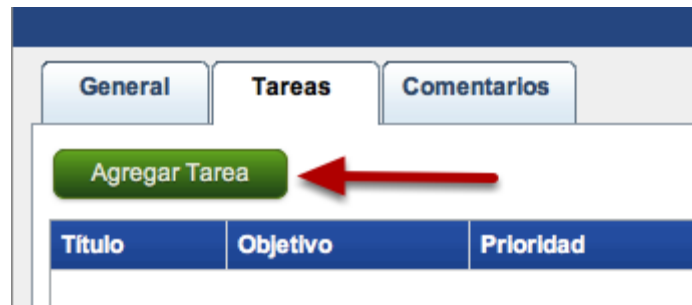 General Tareas Comentarios
Agregar Tarea
Título Objetivo Prioridad